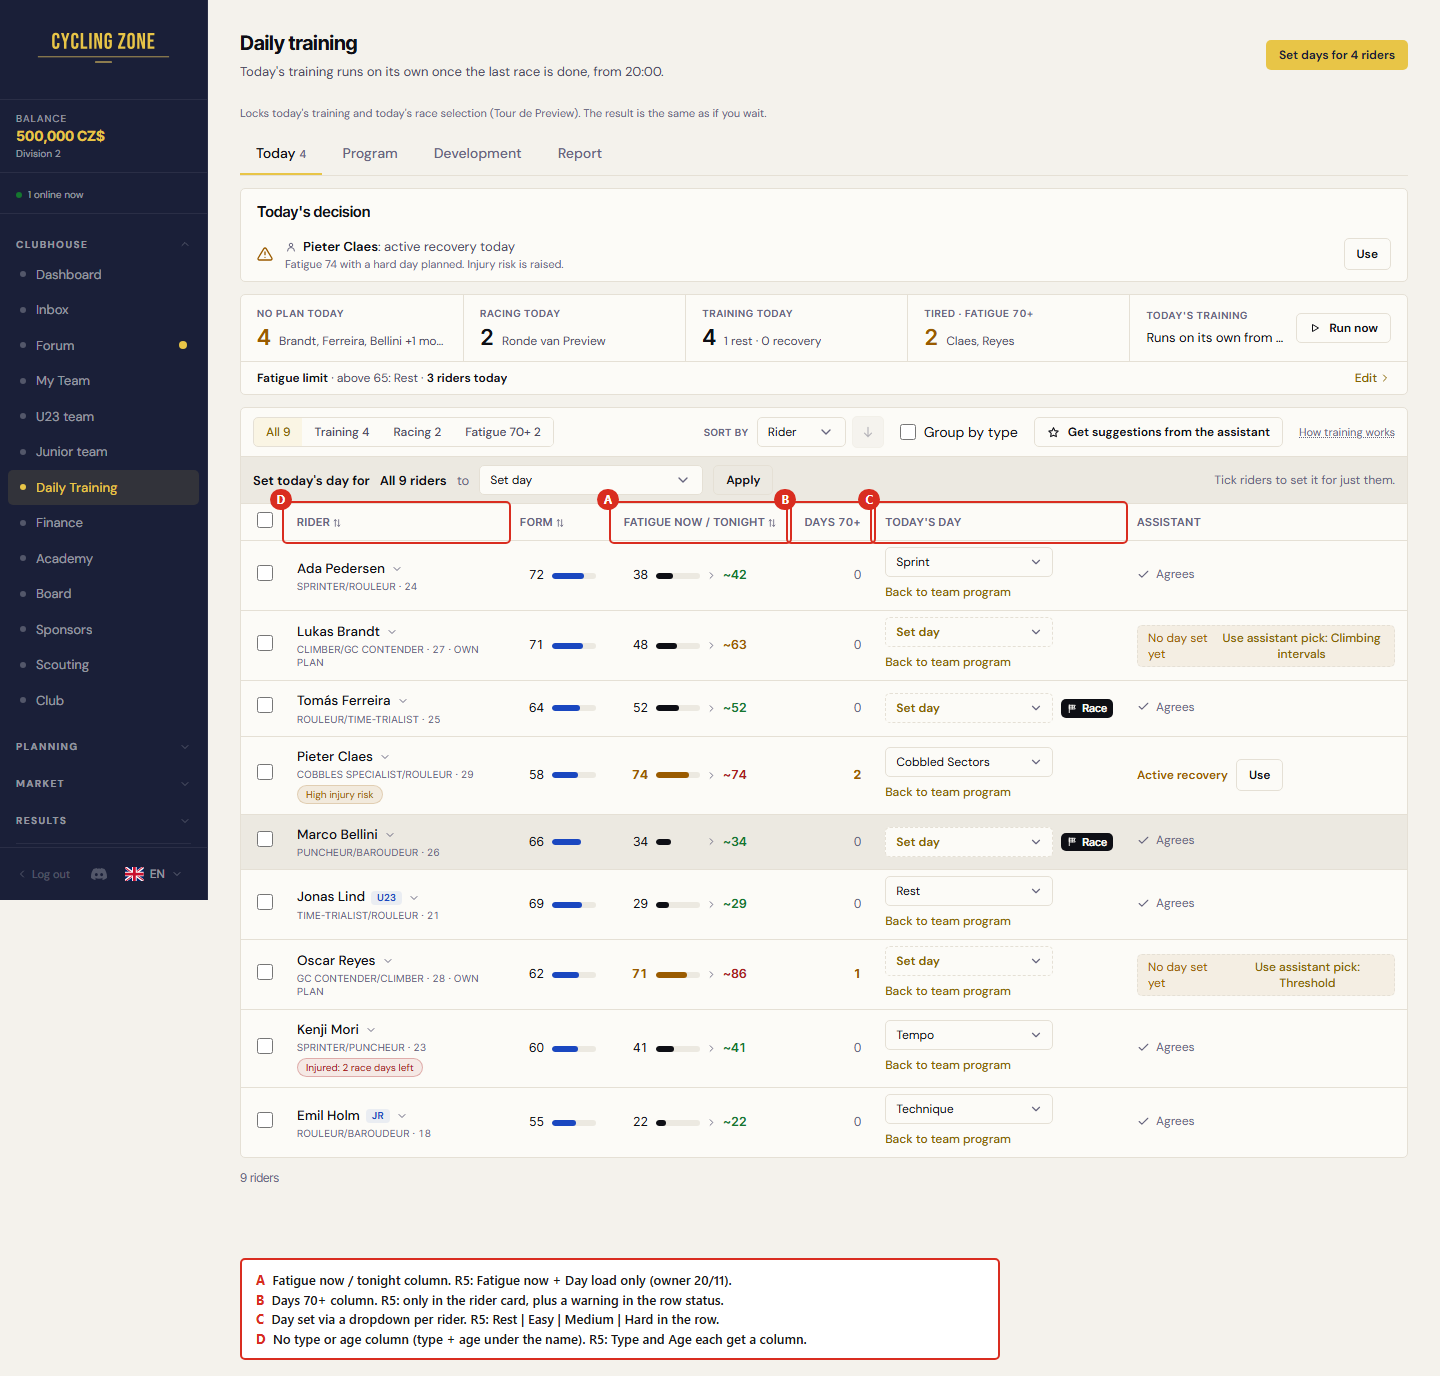 CYCLING ZONE
BALANCE
500,000 CZ$
Division 2
1 online now
CLUBHOUSE
Dashboard
Inbox
Forum
My Team
U23 team
Junior team
Daily Training
Finance
Academy
Board
Sponsors
Scouting
Club
PLANNING
MARKET
RESULTS
Log out EN
Daily training
Today's training runs on its own once the last race is done, from 20:00.
Set days for 4 riders
Locks today's training and today's race selection (Tour de Preview). The result is the same as if you wait.
Today 4 Program Development Report
Today's decision
Pieter Claes: active recovery today
Fatigue 74 with a hard day planned. Injury risk is raised.
Use
NO PLAN TODAY
4 Brandt, Ferreira, Bellini +1 mo...
RACING TODAY
2 Ronde van Preview
TRAINING TODAY
4 1 rest · 0 recovery
TIRED · FATIGUE 70+
2 Claes, Reyes
TODAY'S TRAINING
Runs on its own from ...
Run now
Fatigue limit · above 65: Rest · 3 riders today
Edit
All 9 Training 4 Racing 2 Fatigue 70+ 2 SORT BY Rider Group by type Get suggestions from the assistant How training works
Set today's day for All 9 riders to Set day Apply Tick riders to set it for just them.
D A B C
RIDER FORM FATIGUE NOW / TONIGHT DAYS 70+ TODAY'S DAY ASSISTANT
Ada Pedersen
SPRINTER/ROULEUR · 24
72 38 ~42 0 Sprint
Back to team program
Agrees
Lukas Brandt
CLIMBER/GC CONTENDER · 27 · OWN
PLAN
71 48 ~63 0 Set day
Back to team program
No day set
yet
Use assistant pick: Climbing
intervals
Tomás Ferreira
ROULEUR/TIME-TRIALIST · 25
64 52 ~52 0 Set day Race Agrees
Pieter Claes
COBBLES SPECIALIST/ROULEUR · 29
High injury risk
58 74 ~74 2 Cobbled Sectors
Back to team program
Active recovery Use
Marco Bellini
PUNCHEUR/BAROUDEUR · 26
66 34 ~34 0 Set day Race Agrees
Jonas Lind U23
TIME-TRIALIST/ROULEUR · 21
69 29 ~29 0 Rest
Back to team program
Agrees
Oscar Reyes
GC CONTENDER/CLIMBER · 28 · OWN
PLAN
62 71 ~86 1 Set day
Back to team program
No day set
yet
Use assistant pick:
Threshold
Kenji Mori
SPRINTER/PUNCHEUR · 23
Injured: 2 race days left
60 41 ~41 0 Tempo
Back to team program
Agrees
Emil Holm JR
ROULEUR/BAROUDEUR · 18
55 22 ~22 0 Technique
Back to team program
Agrees
9 riders
A Fatigue now / tonight column. R5: Fatigue now + Day load only (owner 20/11).
B Days 70+ column. R5: only in the rider card, plus a warning in the row status.
C Day set via a dropdown per rider. R5: Rest | Easy | Medium | Hard in the row.
D No type or age column (type + age under the name). R5: Type and Age each get a column.